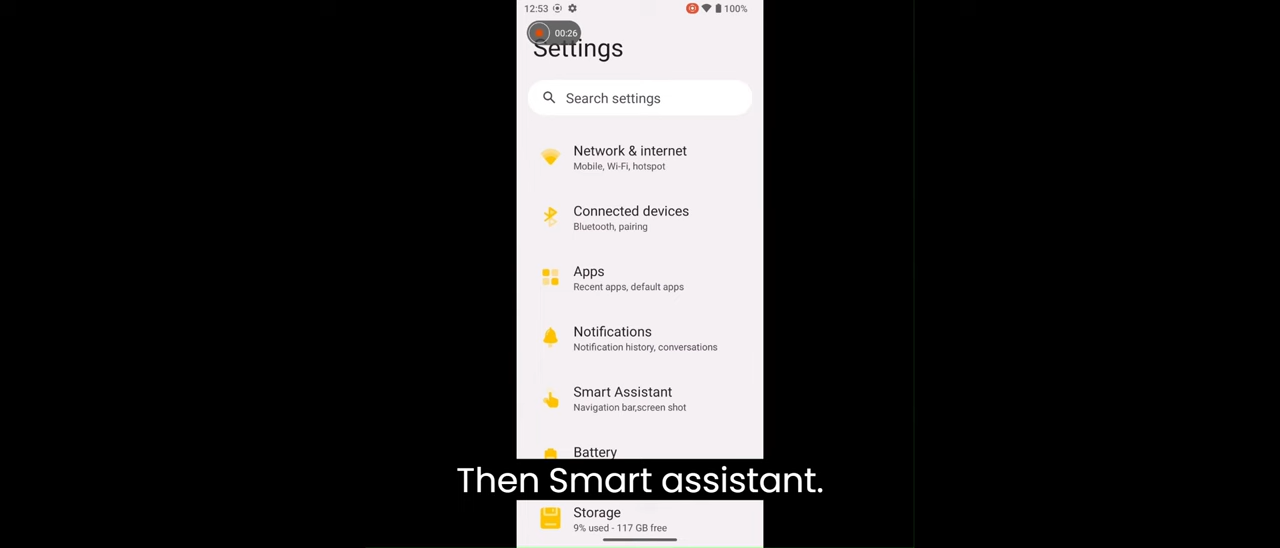 12:53 100%
00:26
Settings
Search settings
Network & internet
Mobile, Wi-Fi, hotspot
Connected devices
Bluetooth, pairing
Apps
Recent apps, default apps
Notifications
Notification history, conversations
Smart Assistant
Navigation bar,screen shot
Battery
Then Smart assistant.
Storage
9% used - 117 GB free